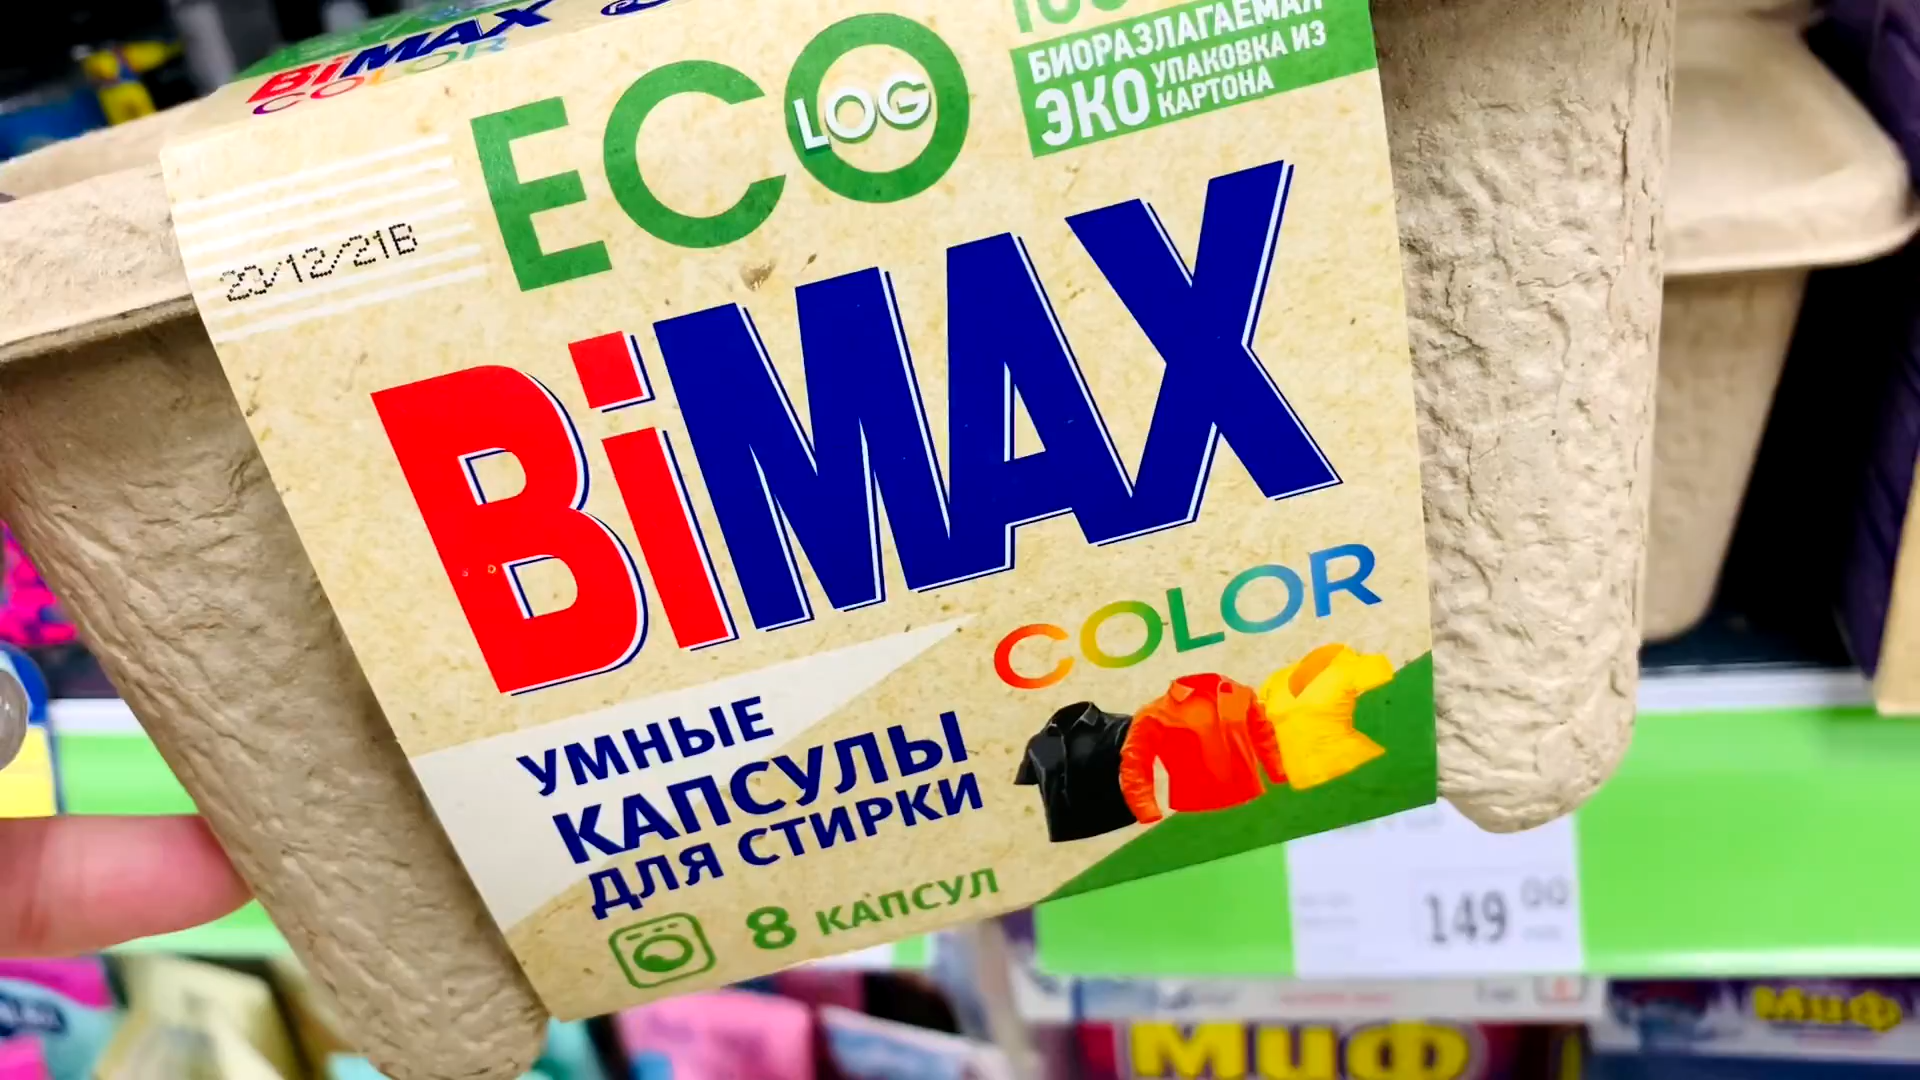 BiMAX
COLOR
ECO
LOG
БИОРАЗЛАГАЕМАЯ
ЭКО УПАКОВКА ИЗ
КАРТОНА
20/12/21B
BiMAX
COLOR
УМНЫЕ
КАПСУЛЫ
ДЛЯ СТИРКИ
8 КАПСУЛ
149 00
Миф
Миф